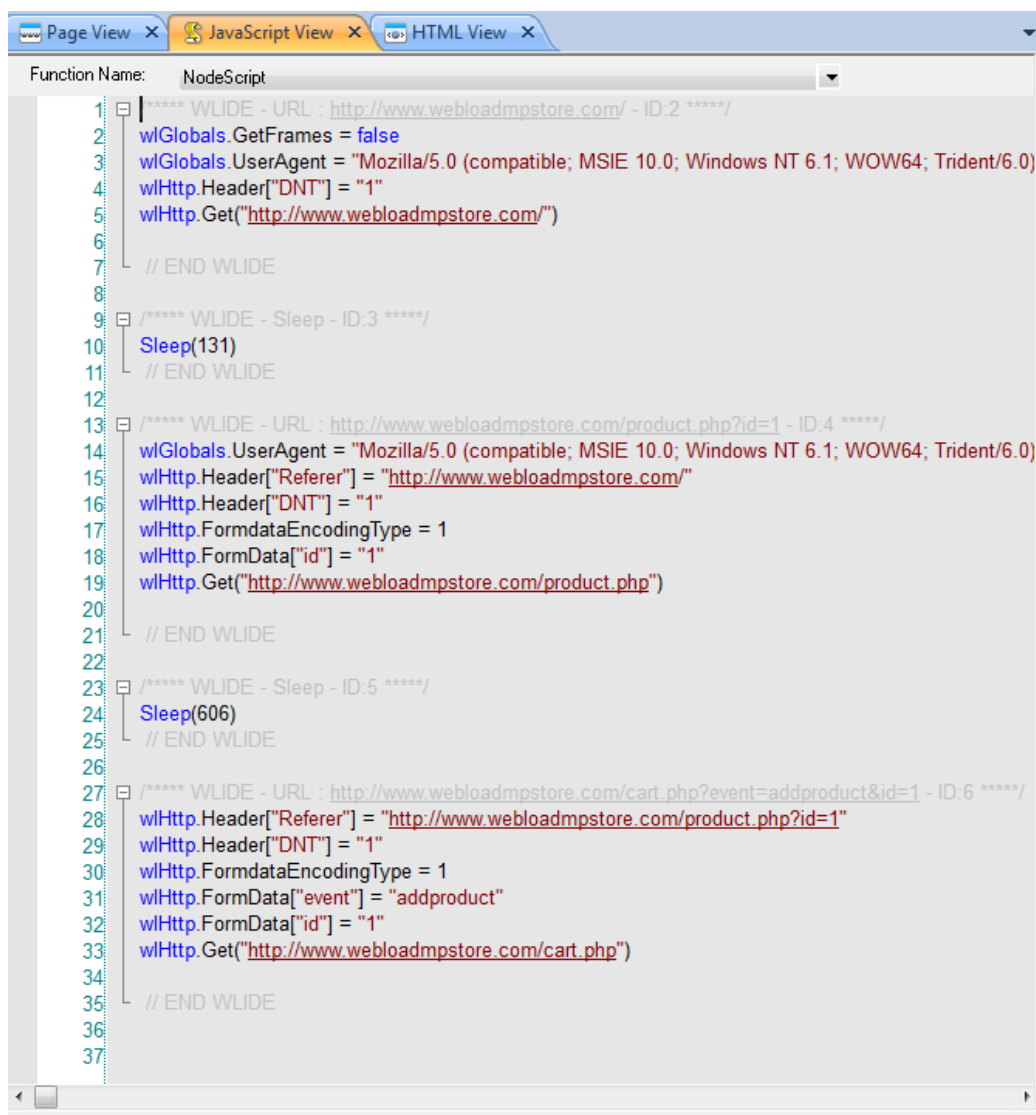 Page View X JavaScript View X HTML View X
Function Name: NodeScript
1 /***** WLIDE - URL : http://www.webloadmpstore.com/ - ID:2 *****/
2 wlGlobals.GetFrames = false
3 wlGlobals.UserAgent = "Mozilla/5.0 (compatible; MSIE 10.0; Windows NT 6.1; WOW64; Trident/6.0)
4 wlHttp.Header["DNT"] = "1"
5 wlHttp.Get("http://www.webloadmpstore.com/")
6
7 // END WLIDE
8
9 /***** WLIDE - Sleep - ID:3 *****/
10 Sleep(131)
11 // END WLIDE
12
13 /***** WLIDE - URL : http://www.webloadmpstore.com/product.php?id=1 - ID:4 *****/
14 wlGlobals.UserAgent = "Mozilla/5.0 (compatible; MSIE 10.0; Windows NT 6.1; WOW64; Trident/6.0)
15 wlHttp.Header["Referer"] = "http://www.webloadmpstore.com/"
16 wlHttp.Header["DNT"] = "1"
17 wlHttp.FormdataEncodingType = 1
18 wlHttp.FormData["id"] = "1"
19 wlHttp.Get("http://www.webloadmpstore.com/product.php")
20
21 // END WLIDE
22
23 /***** WLIDE - Sleep - ID:5 *****/
24 Sleep(606)
25 // END WLIDE
26
27 /***** WLIDE - URL : http://www.webloadmpstore.com/cart.php?event=addproduct&id=1 - ID:6 *****/
28 wlHttp.Header["Referer"] = "http://www.webloadmpstore.com/product.php?id=1"
29 wlHttp.Header["DNT"] = "1"
30 wlHttp.FormdataEncodingType = 1
31 wlHttp.FormData["event"] = "addproduct"
32 wlHttp.FormData["id"] = "1"
33 wlHttp.Get("http://www.webloadmpstore.com/cart.php")
34
35 // END WLIDE
36
37